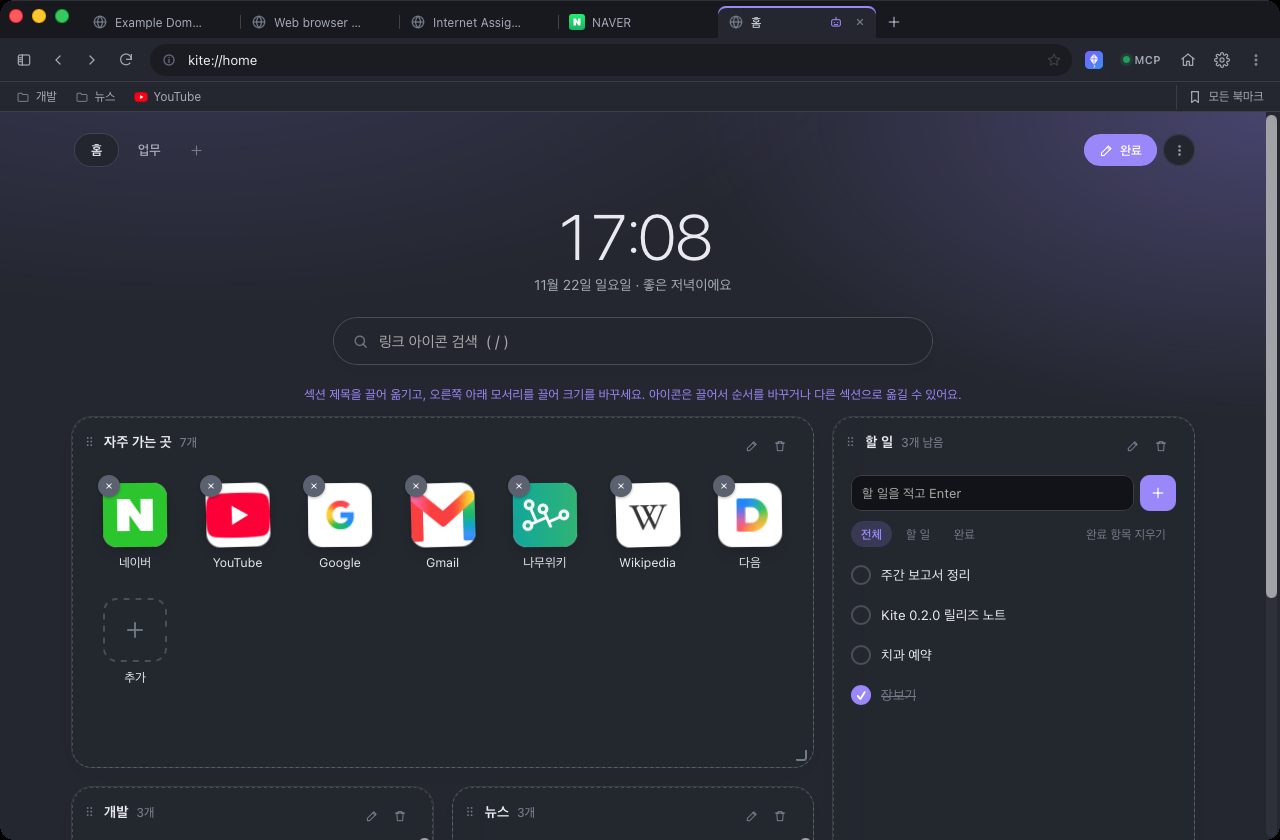 Example Dom...
Web browser ...
Internet Assig...
NAVER
홈
kite://home
MCP
개발
뉴스
YouTube
모든 북마크
홈
업무
완료
17:08
11월 22일 일요일 · 좋은 저녁이에요
링크 아이콘 검색 ( / )
섹션 제목을 끌어 옮기고, 오른쪽 아래 모서리를 끌어 크기를 바꾸세요. 아이콘은 끌어서 순서를 바꾸거나 다른 섹션으로 옮길 수 있어요.
자주 가는 곳 7개
네이버
YouTube
Google
Gmail
나무위키
Wikipedia
다음
추가
할 일 3개 남음
할 일을 적고 Enter
전체
할 일
완료
완료 항목 지우기
주간 보고서 정리
Kite 0.2.0 릴리즈 노트
치과 예약
장보기
개발 3개
뉴스 3개